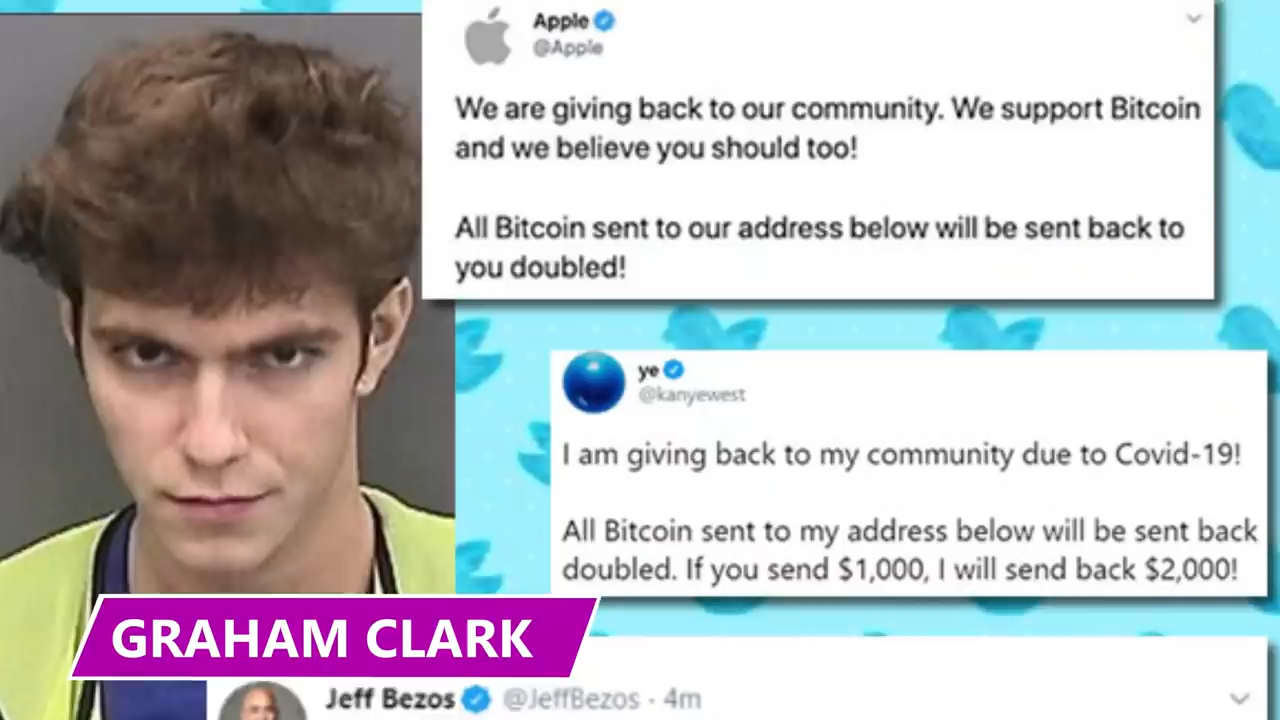 Apple
@Apple
We are giving back to our community. We support Bitcoin
and we believe you should too!
All Bitcoin sent to our address below will be sent back to
you doubled!
ye
@kanyewest
I am giving back to my community due to Covid-19!
All Bitcoin sent to my address below will be sent back
doubled. If you send $1,000, I will send back $2,000!
GRAHAM CLARK
Jeff Bezos @JeffBezos · 4m